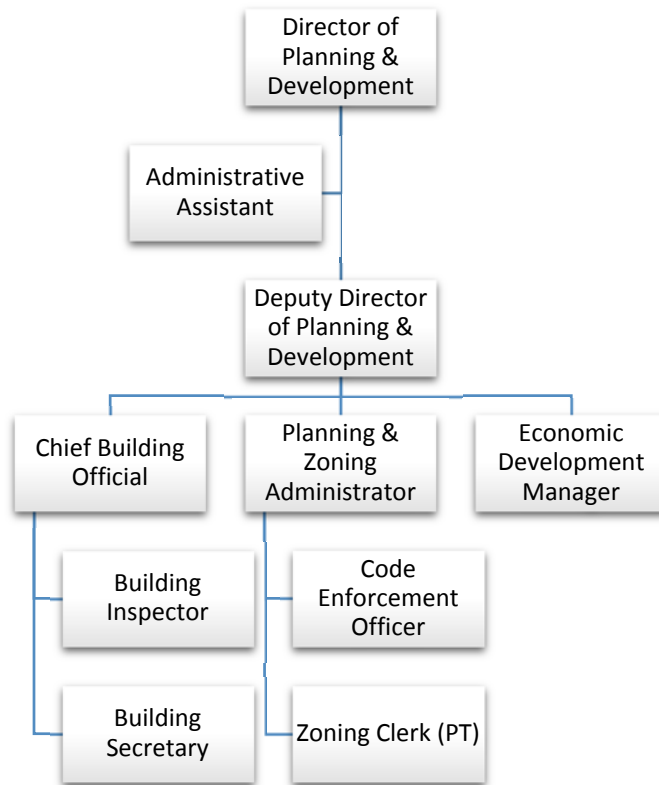 Director of
Planning &
Development
Administrative
Assistant
Deputy Director
of Planning &
Development
Chief Building
Official
Planning &
Zoning
Administrator
Economic
Development
Manager
Building
Inspector
Code
Enforcement
Officer
Building
Secretary
Zoning Clerk (PT)